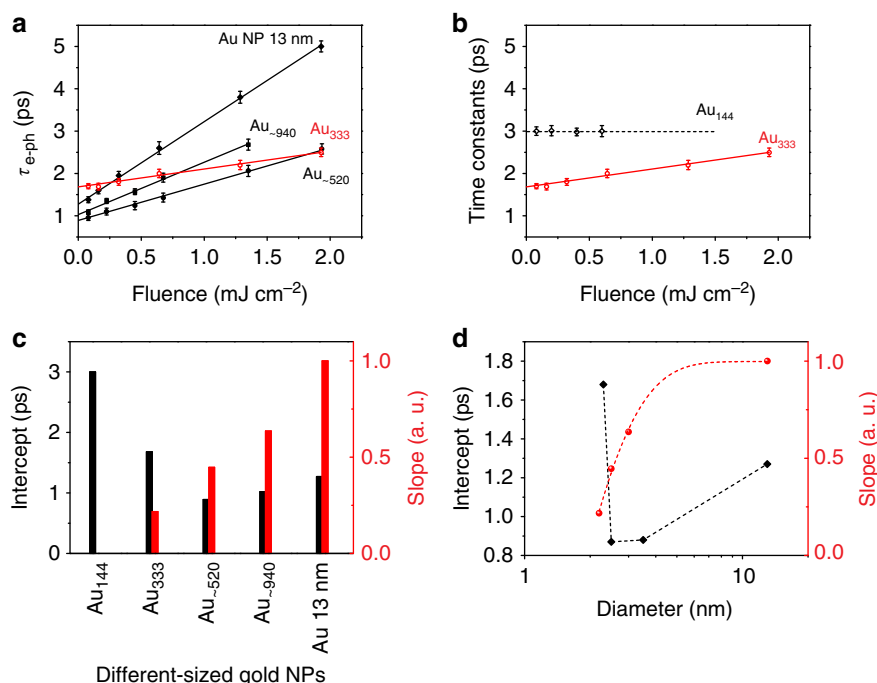 a
5
4
3
2
1
τe-ph (ps)
Au NP 13 nm
Au~940
Au333
Au~520
0.0 0.5 1.0 1.5 2.0
Fluence (mJ cm−2)
b
5
4
3
2
1
Time constants (ps)
Au144
Au333
0.0 0.5 1.0 1.5 2.0
Fluence (mJ cm−2)
c
3
2
1
0
Intercept (ps)
1.0
0.5
0.0
Slope (a. u.)
Au144
Au333
Au~520
Au~940
Au 13 nm
Different-sized gold NPs
d
1.8
1.6
1.4
1.2
1.0
0.8
Intercept (ps)
1.0
0.5
0.0
Slope (a. u.)
1 10
Diameter (nm)